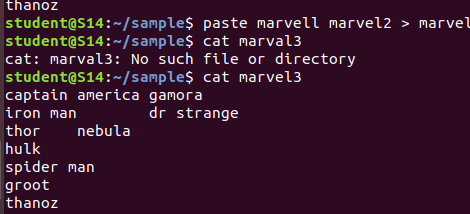 thanoz
student@S14:~/sample$ paste marvell marvel2 > marvel
student@S14:~/sample$ cat marval3
cat: marval3: No such file or directory
student@S14:~/sample$ cat marvel3
captain america gamora
iron man        dr strange
thor    nebula
hulk
spider man
groot
thanoz